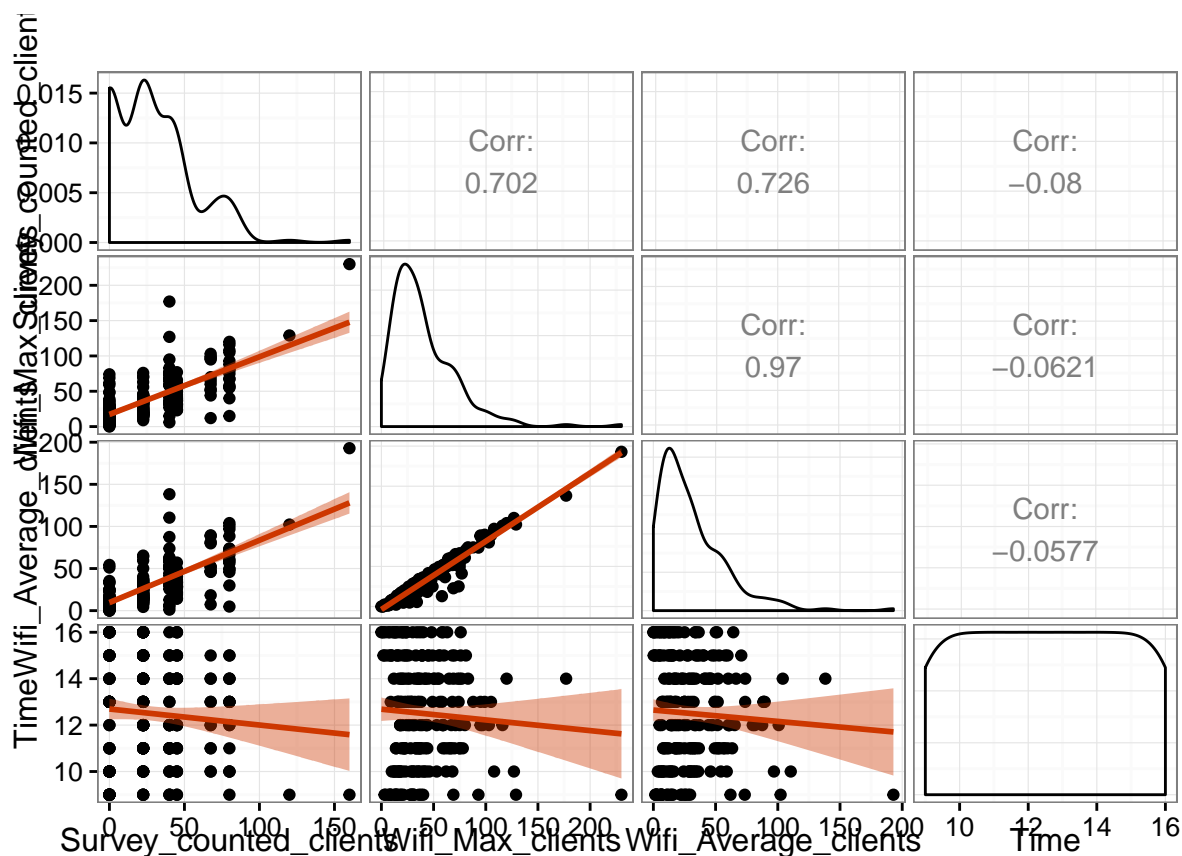 Survey_counted_clients
0.015
0.010
0.005
0.000
Corr:
0.702
Corr:
0.726
Corr:
−0.08
Wifi_Max_clients
200
150
100
50
0
Corr:
0.97
Corr:
−0.0621
Wifi_Average_clients
200
150
100
50
0
Corr:
−0.0577
Time
16
14
12
10
0 50 100 150
0 50 100 150 200
0 50 100 150 200
10 12 14 16
Survey_counted_clients Wifi_Max_clients Wifi_Average_clients Time